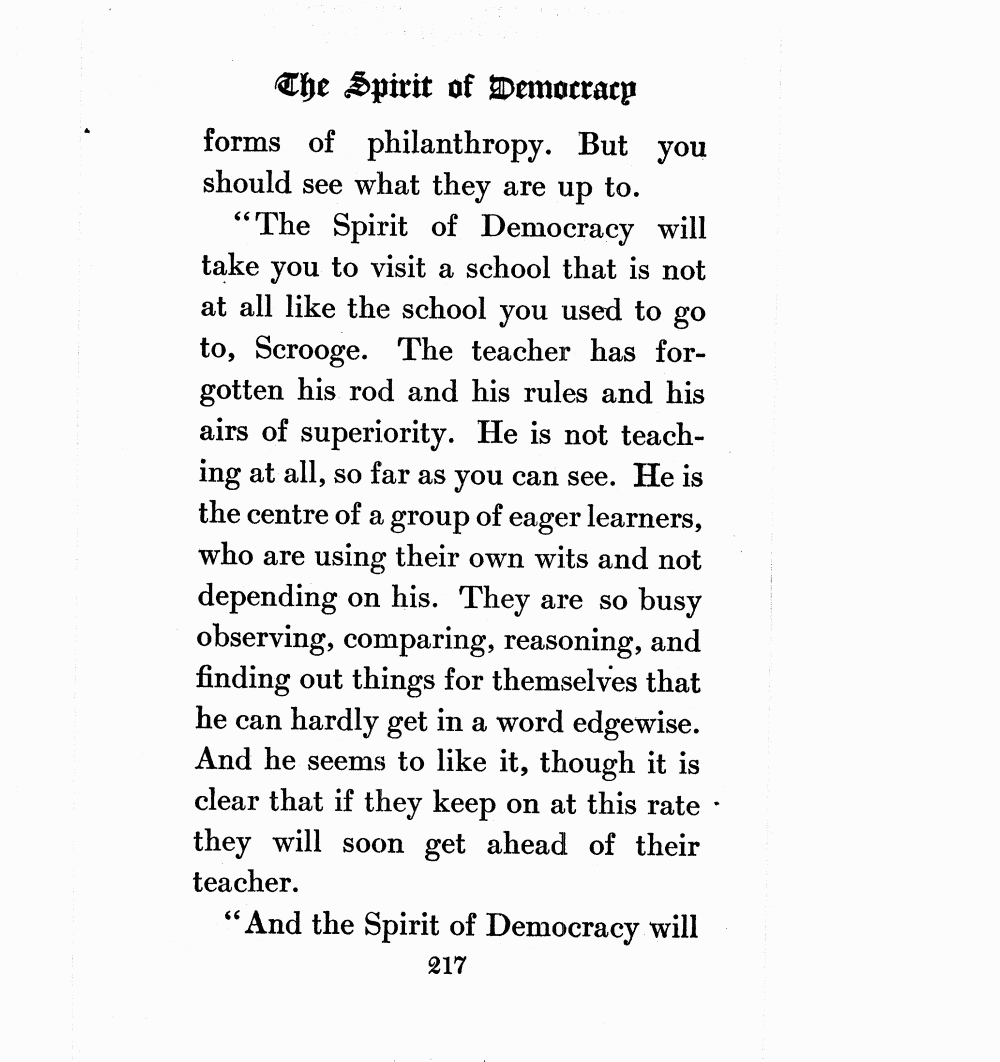 The Spirit of Democracy
forms of philanthropy. But you
should see what they are up to.
“The Spirit of Democracy will
take you to visit a school that is not
at all like the school you used to go
to, Scrooge. The teacher has for-
gotten his rod and his rules and his
airs of superiority. He is not teach-
ing at all, so far as you can see. He is
the centre of a group of eager learners,
who are using their own wits and not
depending on his. They are so busy
observing, comparing, reasoning, and
finding out things for themselves that
he can hardly get in a word edgewise.
And he seems to like it, though it is
clear that if they keep on at this rate
they will soon get ahead of their
teacher.
“And the Spirit of Democracy will
217